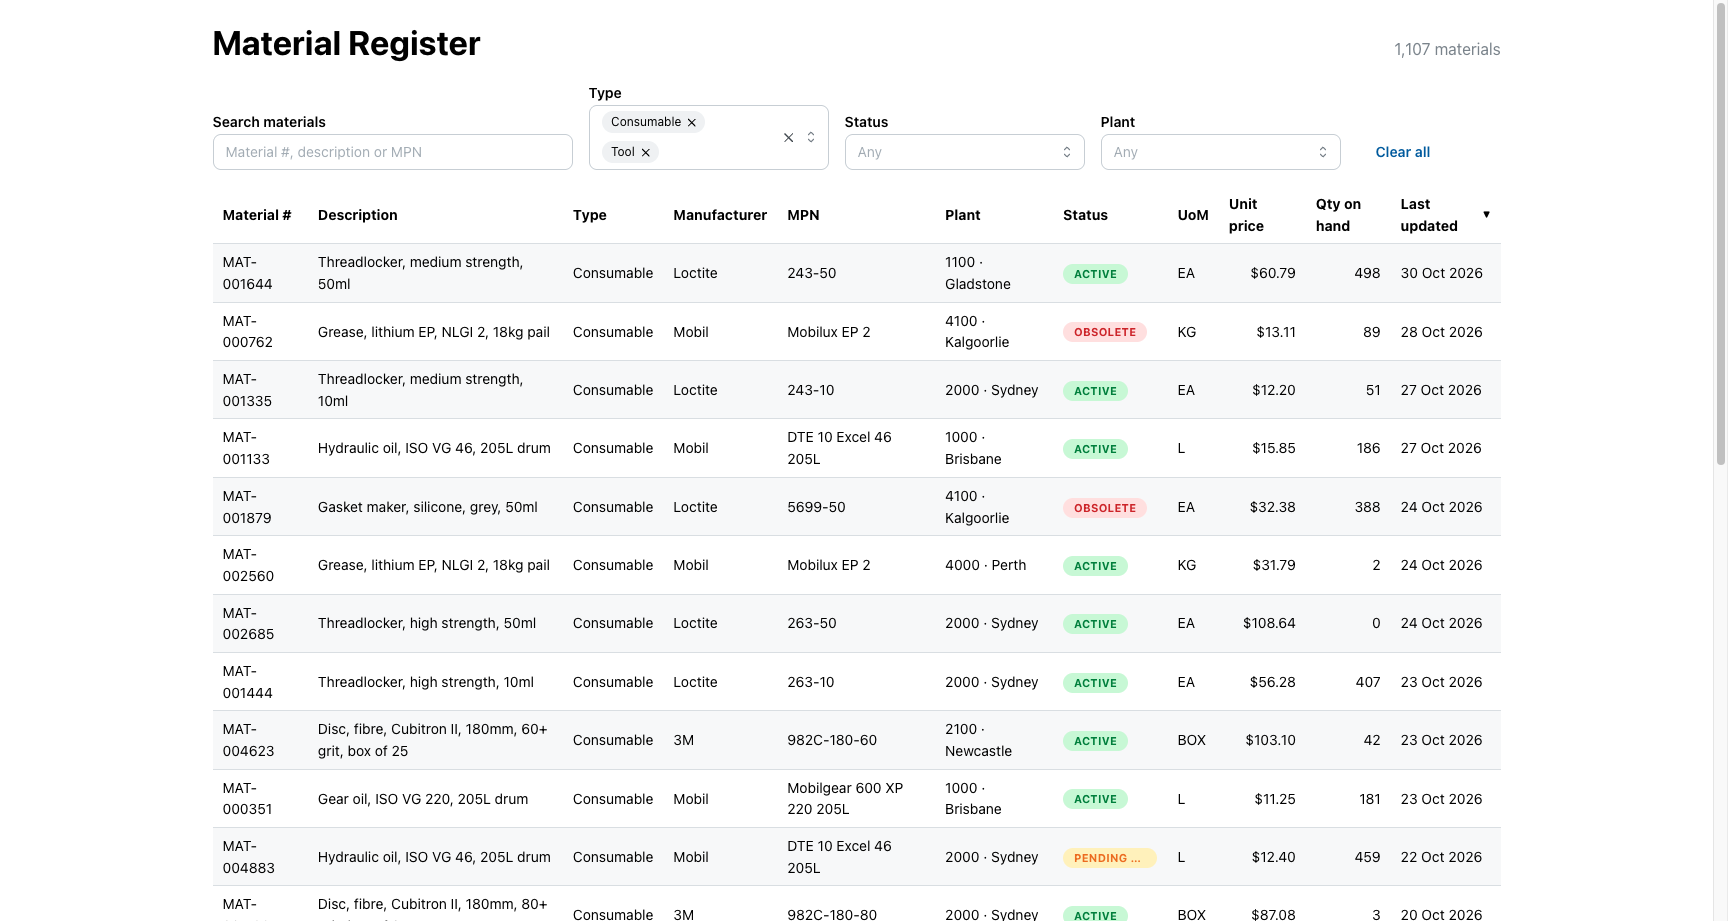 Material Register
1,107 materials
Search materials
Material #, description or MPN
Type
Consumable
Tool
Status
Any
Plant
Any
Clear all
Material # Description Type Manufacturer MPN Plant Status UoM Unit price Qty on hand Last updated ▼
MAT-001644 Threadlocker, medium strength, 50ml Consumable Loctite 243-50 1100 · Gladstone ACTIVE EA $60.79 498 30 Oct 2026
MAT-000762 Grease, lithium EP, NLGI 2, 18kg pail Consumable Mobil Mobilux EP 2 4100 · Kalgoorlie OBSOLETE KG $13.11 89 28 Oct 2026
MAT-001335 Threadlocker, medium strength, 10ml Consumable Loctite 243-10 2000 · Sydney ACTIVE EA $12.20 51 27 Oct 2026
MAT-001133 Hydraulic oil, ISO VG 46, 205L drum Consumable Mobil DTE 10 Excel 46 205L 1000 · Brisbane ACTIVE L $15.85 186 27 Oct 2026
MAT-001879 Gasket maker, silicone, grey, 50ml Consumable Loctite 5699-50 4100 · Kalgoorlie OBSOLETE EA $32.38 388 24 Oct 2026
MAT-002560 Grease, lithium EP, NLGI 2, 18kg pail Consumable Mobil Mobilux EP 2 4000 · Perth ACTIVE KG $31.79 2 24 Oct 2026
MAT-002685 Threadlocker, high strength, 50ml Consumable Loctite 263-50 2000 · Sydney ACTIVE EA $108.64 0 24 Oct 2026
MAT-001444 Threadlocker, high strength, 10ml Consumable Loctite 263-10 2000 · Sydney ACTIVE EA $56.28 407 23 Oct 2026
MAT-004623 Disc, fibre, Cubitron II, 180mm, 60+ grit, box of 25 Consumable 3M 982C-180-60 2100 · Newcastle ACTIVE BOX $103.10 42 23 Oct 2026
MAT-000351 Gear oil, ISO VG 220, 205L drum Consumable Mobil Mobilgear 600 XP 220 205L 1000 · Brisbane ACTIVE L $11.25 181 23 Oct 2026
MAT-004883 Hydraulic oil, ISO VG 46, 205L drum Consumable Mobil DTE 10 Excel 46 205L 2000 · Sydney PENDING ... L $12.40 459 22 Oct 2026
MAT- Disc, fibre, Cubitron II, 180mm, 80+ Consumable 3M 982C-180-80 2000 · Sydney ACTIVE BOX $87.08 3 20 Oct 2026